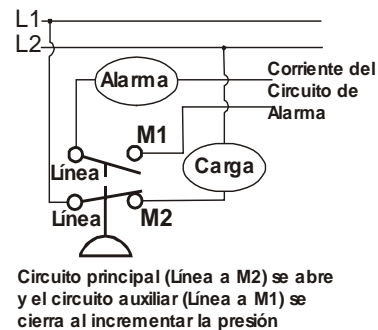 L1
L2
Alarma
Corriente del
Circuito de
Alarma
M1
Línea
Carga
Línea
M2
Circuito principal (Línea a M2) se abre
y el circuito auxiliar (Línea a M1) se
cierra al incrementar la presión